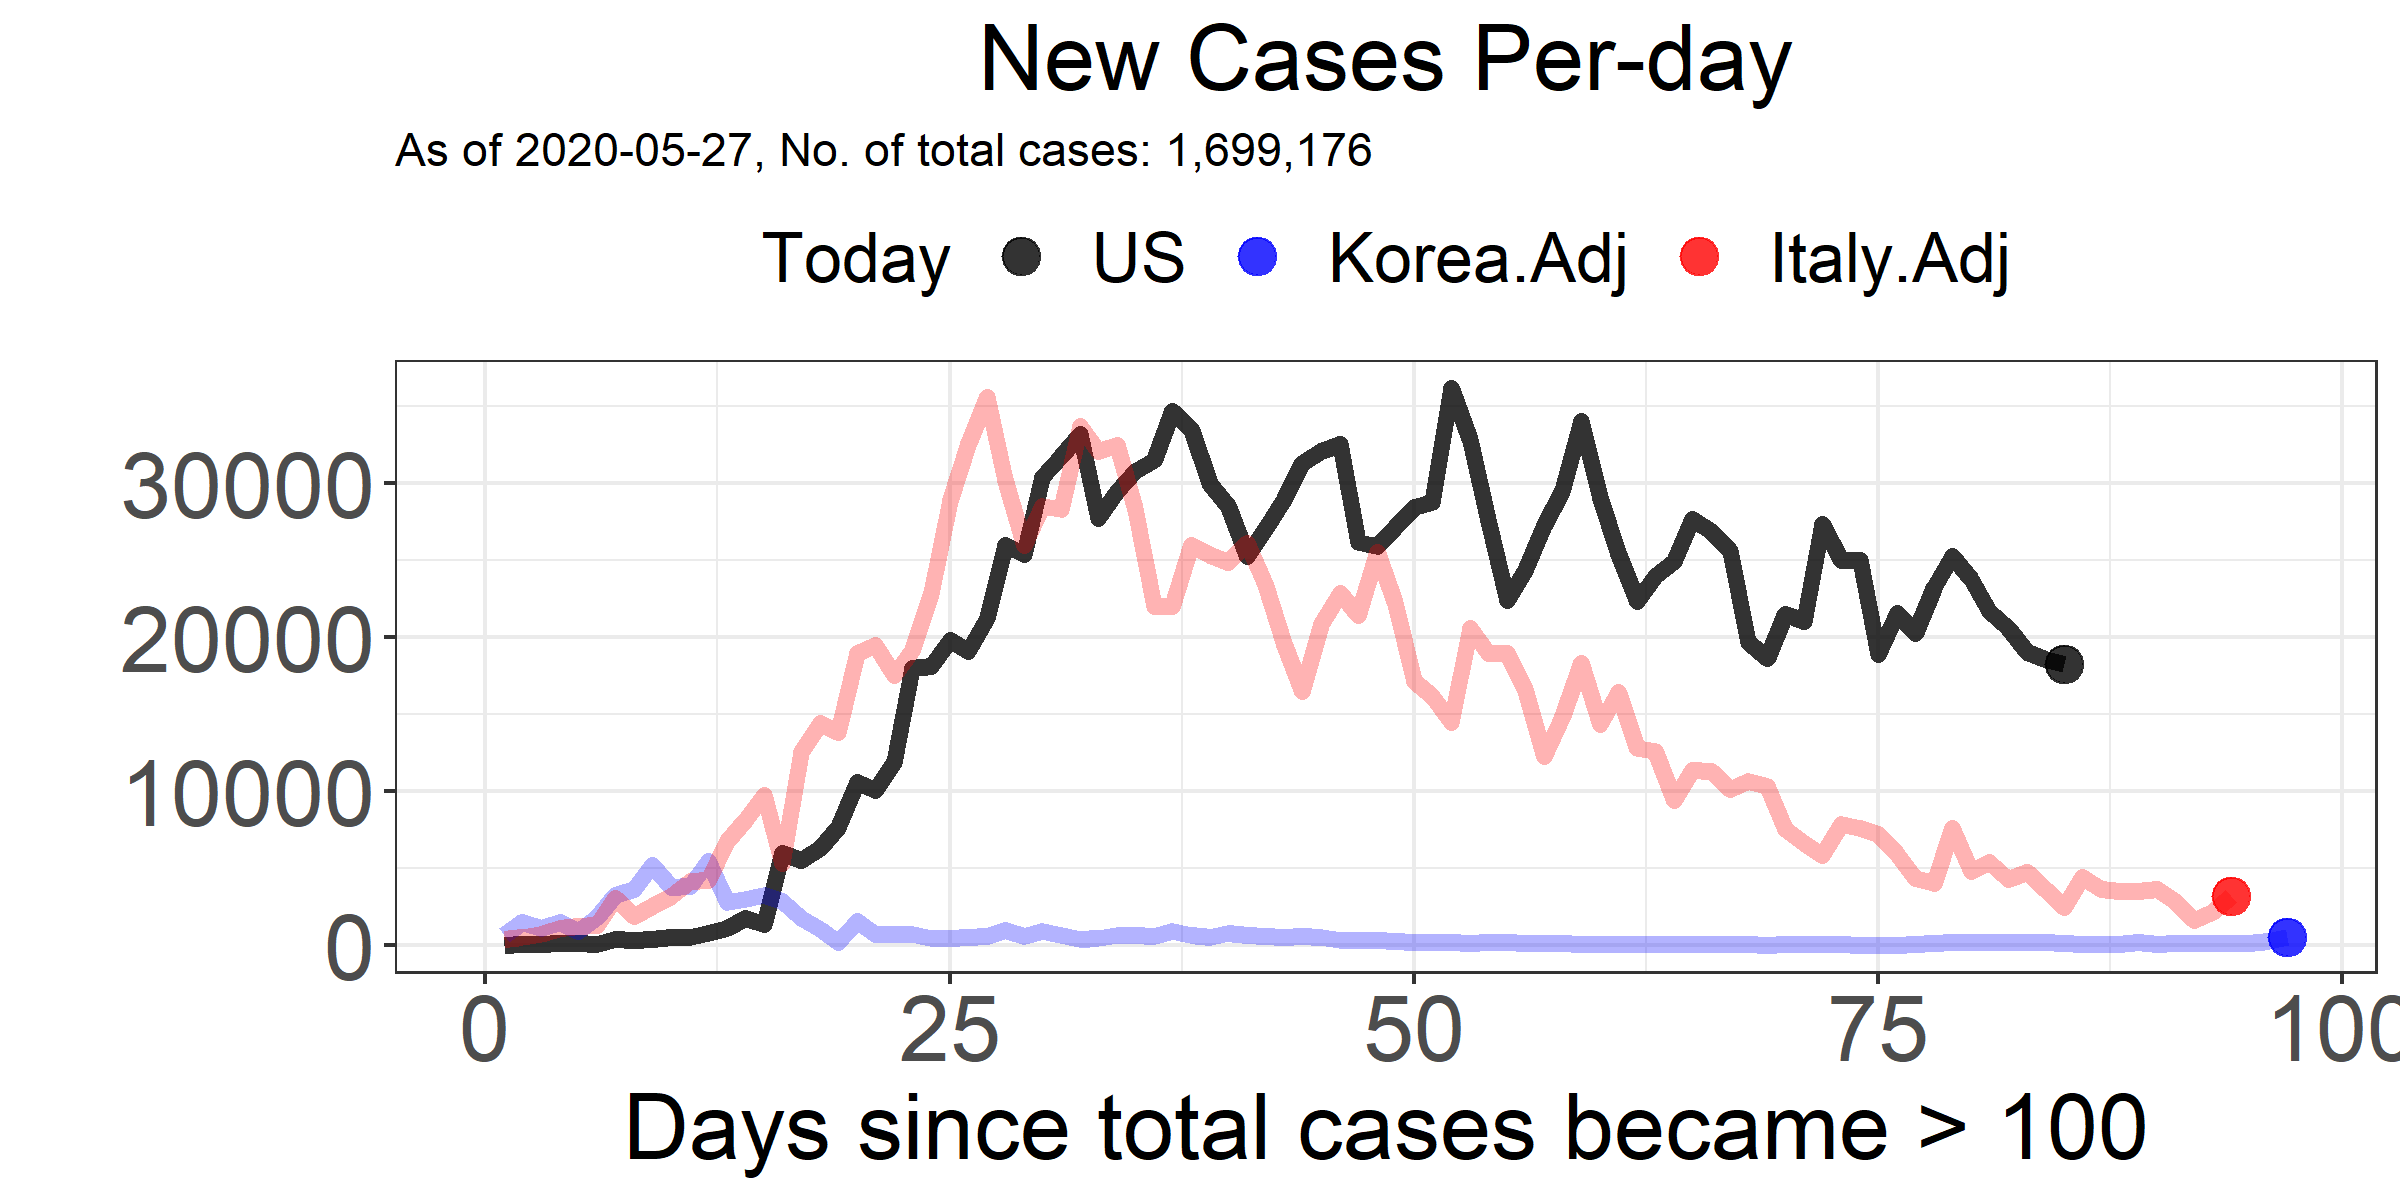 New Cases Per-day
As of 2020-05-27, No. of total cases: 1,699,176
Today US Korea.Adj Italy.Adj
30000
20000
10000
0
0 25 50 75 100
Days since total cases became > 100